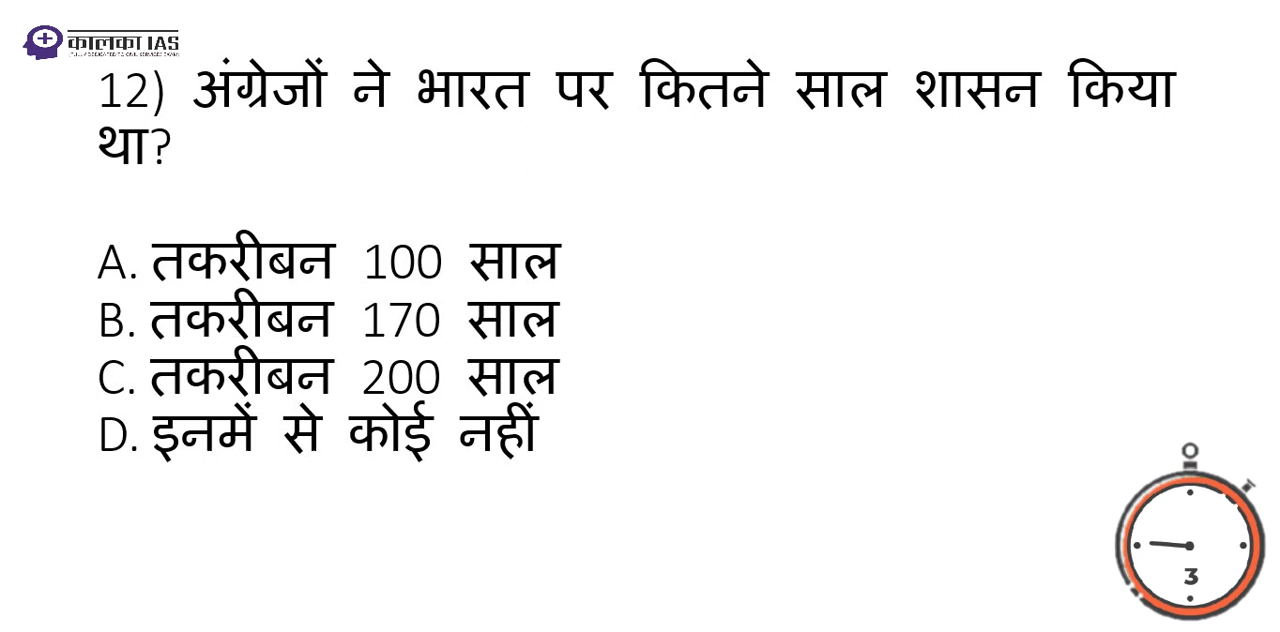 कालका IAS
12) अंग्रेजों ने भारत पर कितने साल शासन किया
था?
A. तकरीबन 100 साल
B. तकरीबन 170 साल
C. तकरीबन 200 साल
D. इनमें से कोई नहीं
3